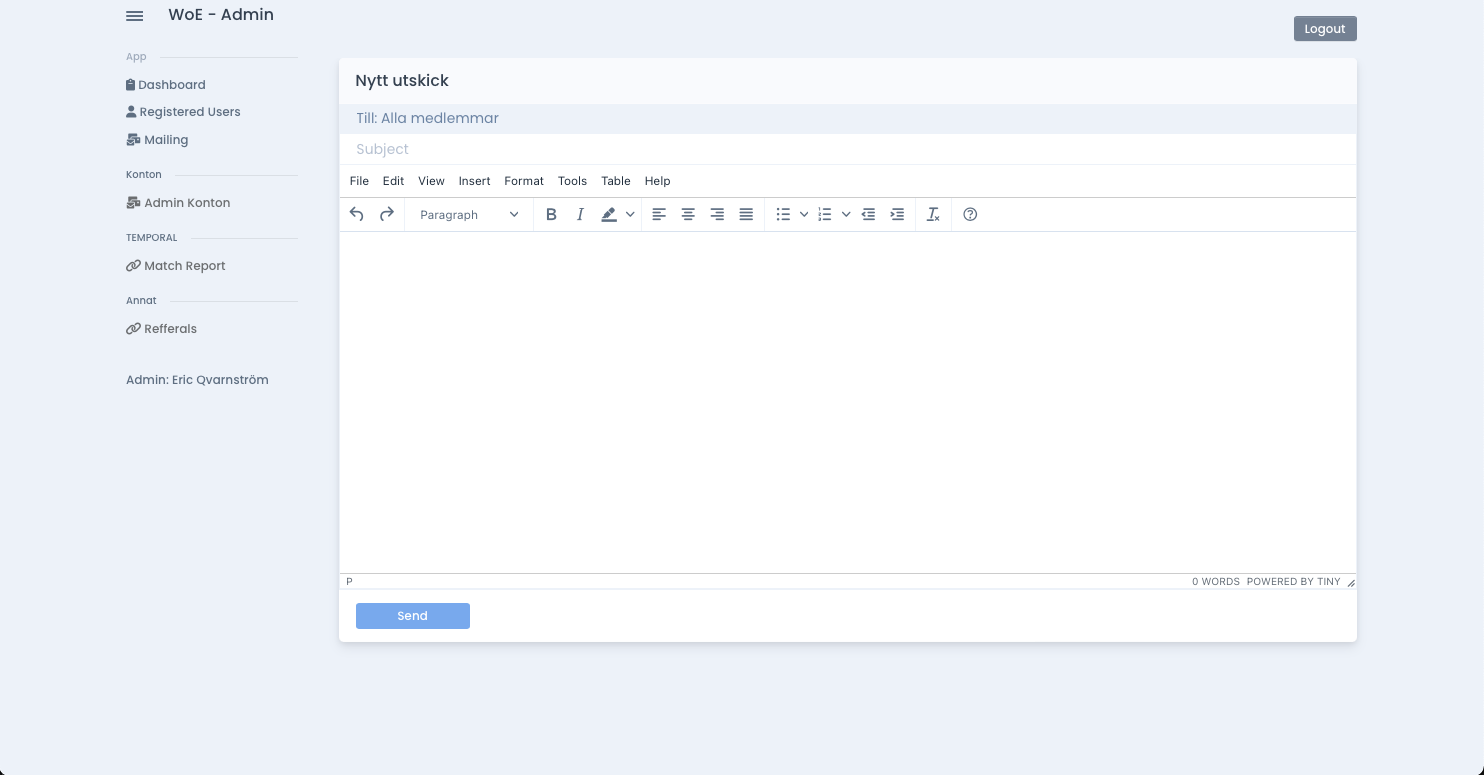 WoE - Admin
Logout
App
Dashboard
Registered Users
Mailing
Konton
Admin Konton
TEMPORAL
Match Report
Annat
Refferals
Admin: Eric Qvarnström
Nytt utskick
Till: Alla medlemmar
Subject
File Edit View Insert Format Tools Table Help
Paragraph B I
P 0 WORDS POWERED BY TINY
Send